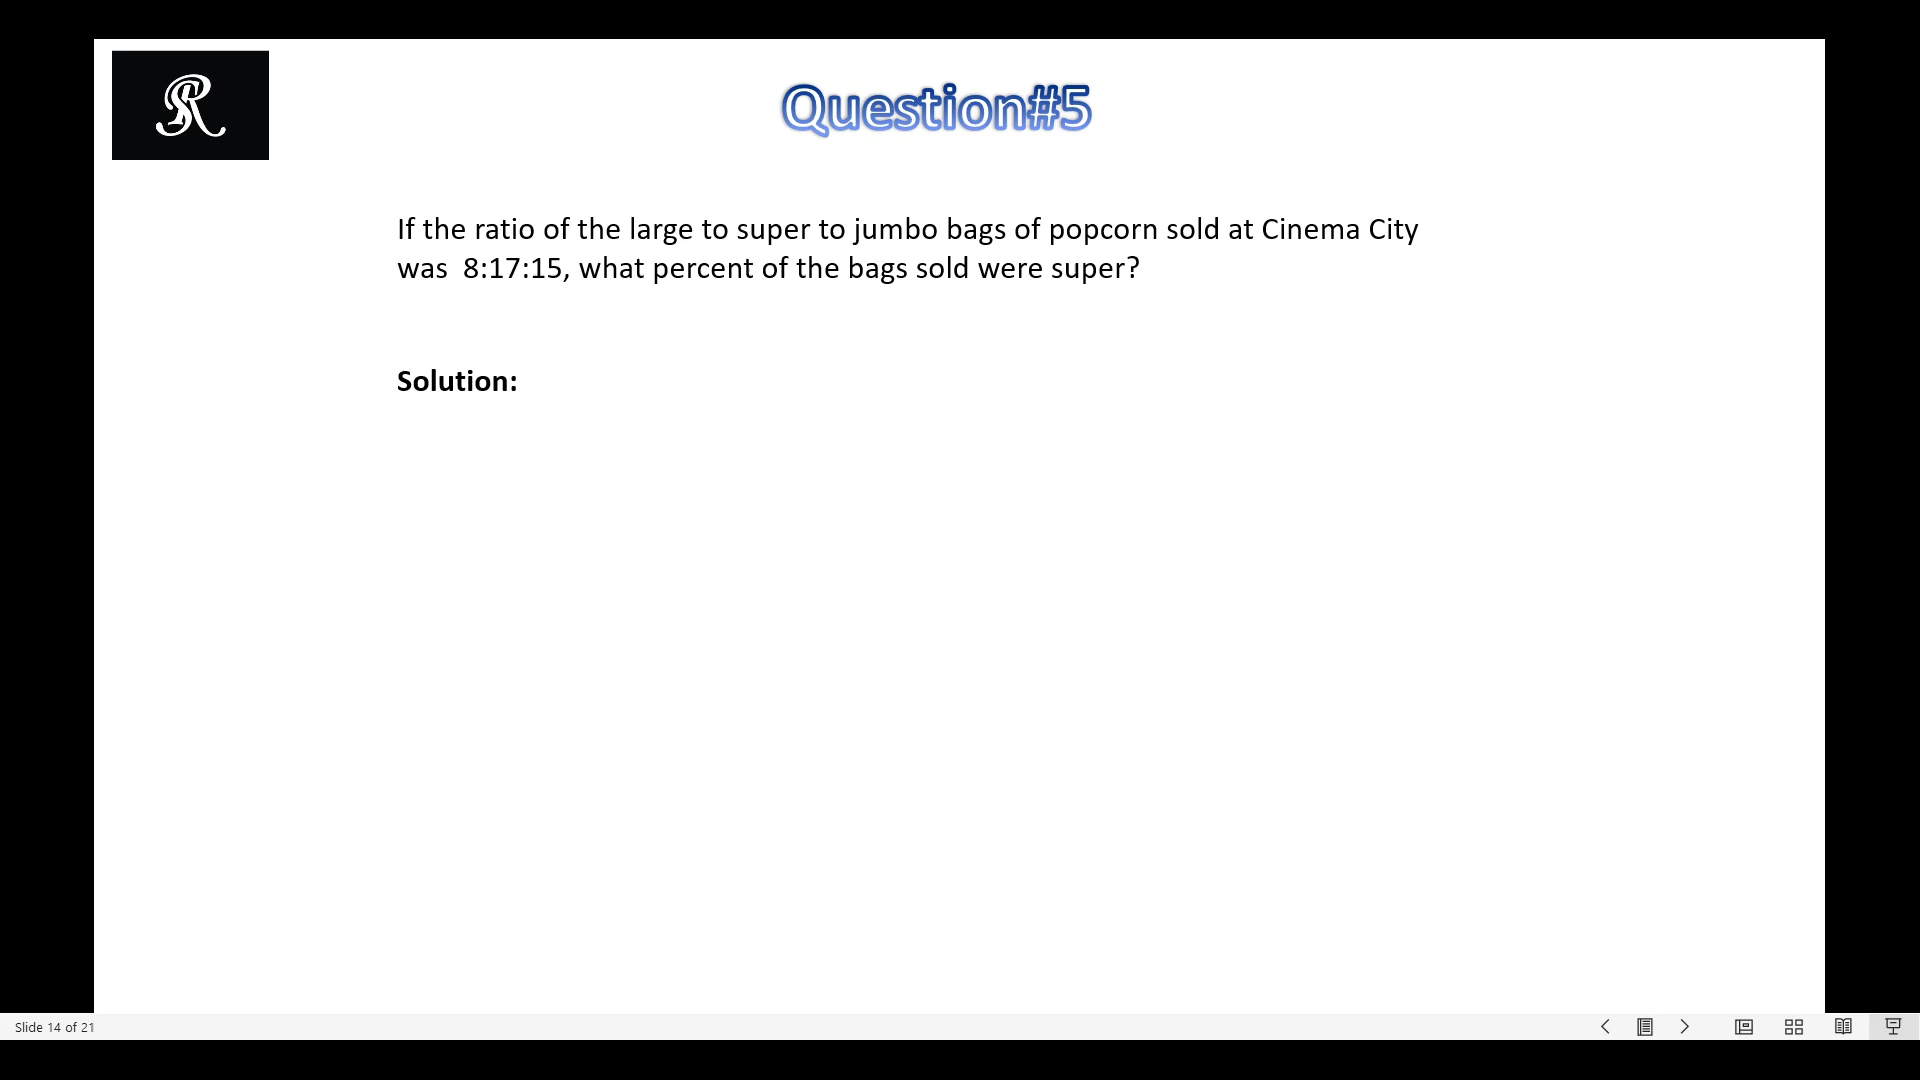 SR
Question#5
If the ratio of the large to super to jumbo bags of popcorn sold at Cinema City
was  8:17:15, what percent of the bags sold were super?
Solution:
Slide 14 of 21